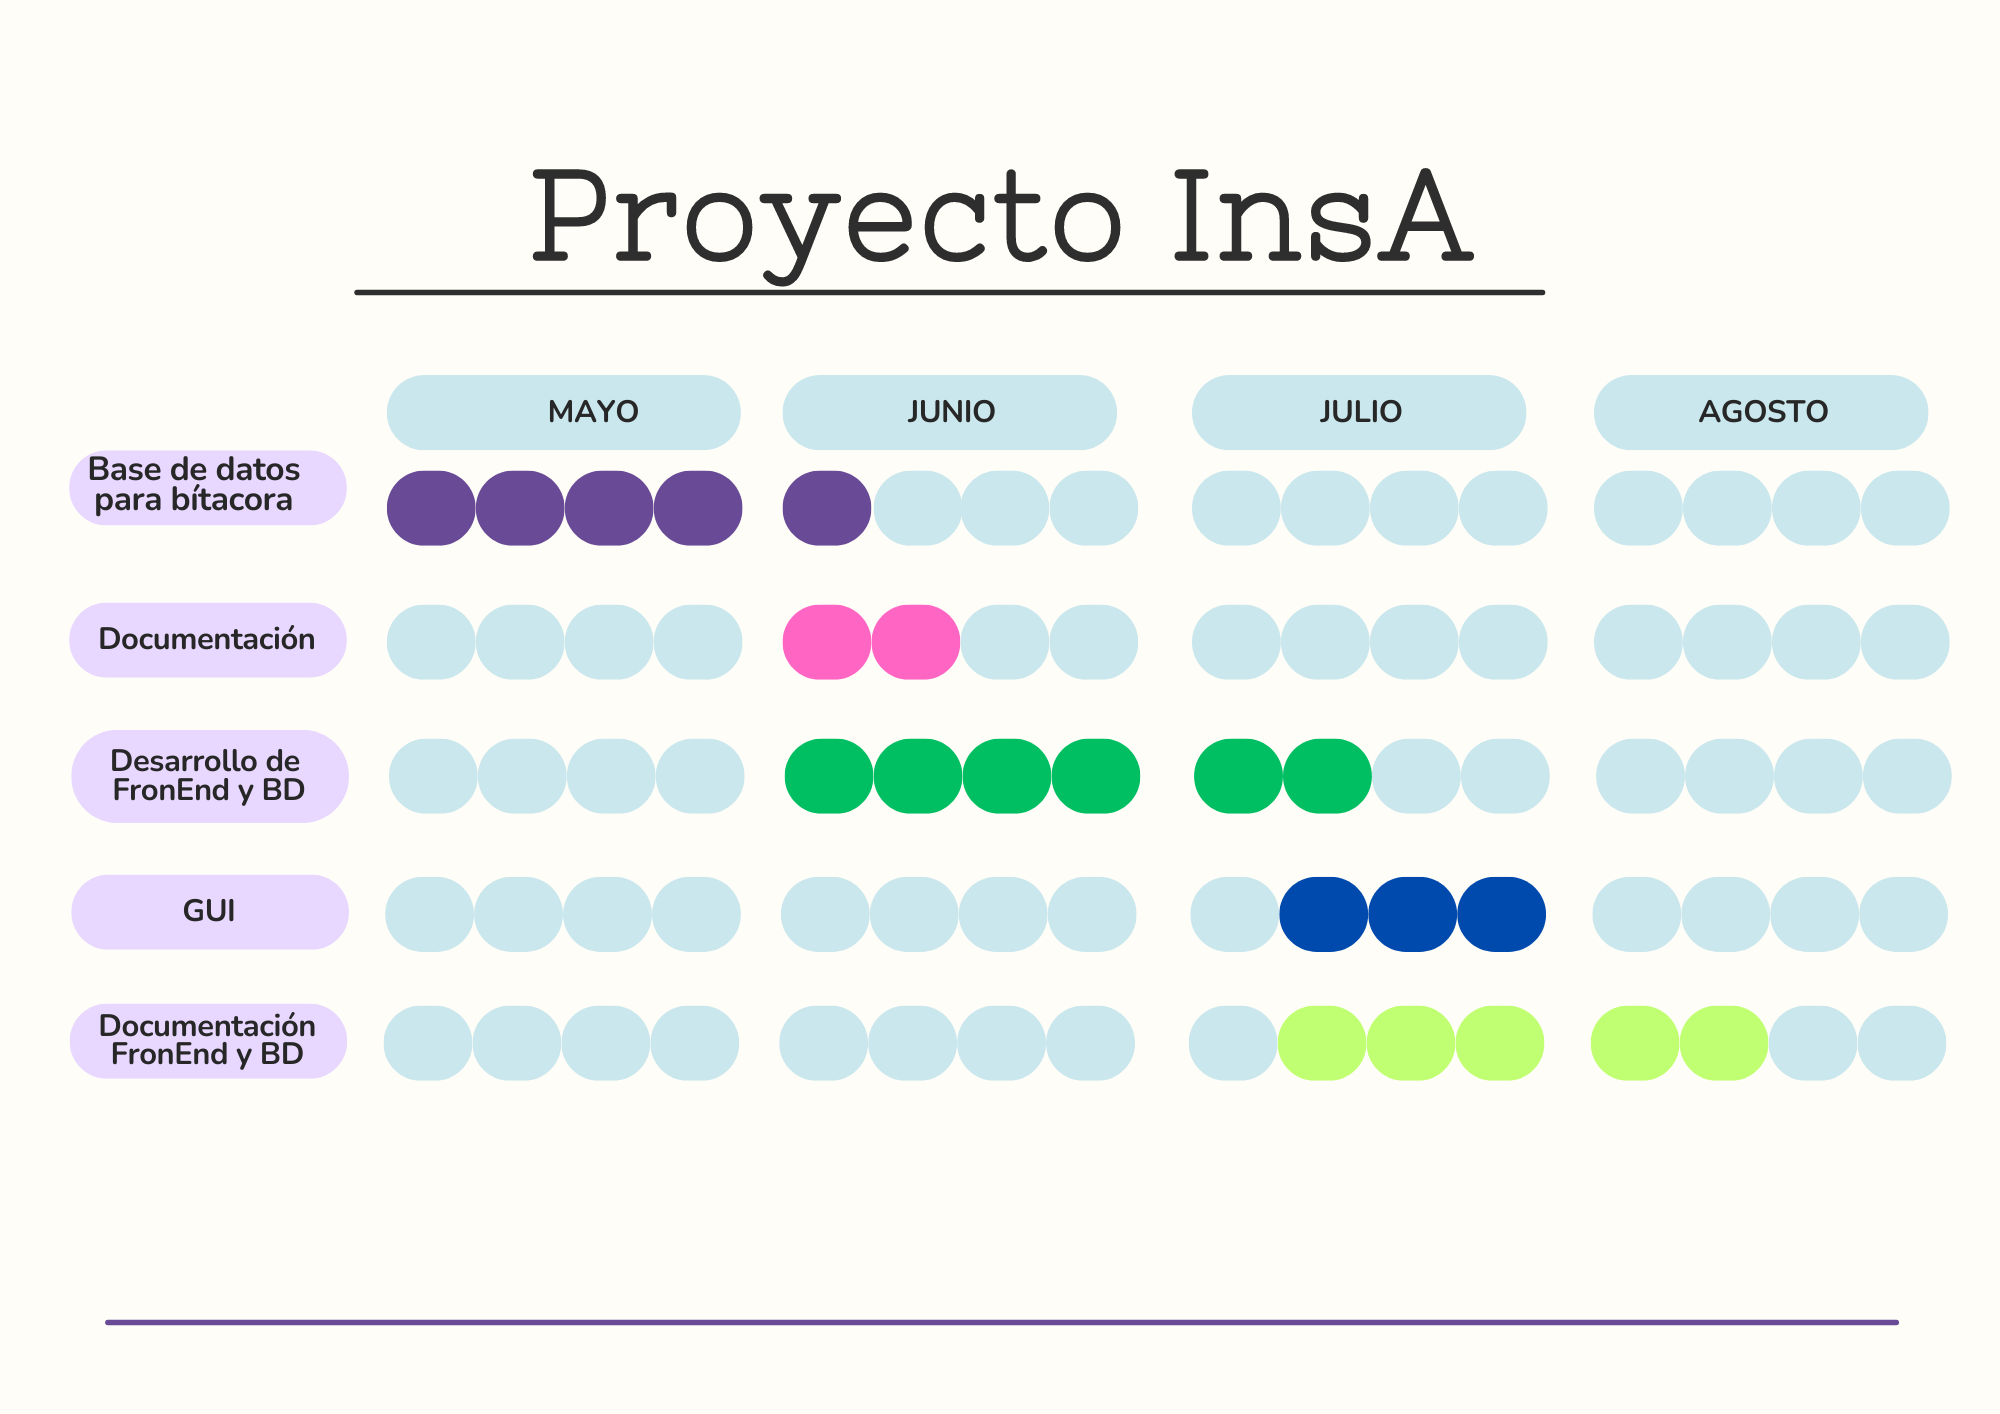 Proyecto InsA
MAYO
JUNIO
JULIO
AGOSTO
Base de datos
para bítacora
Documentación
Desarrollo de
FronEnd y BD
GUI
Documentación
FronEnd y BD